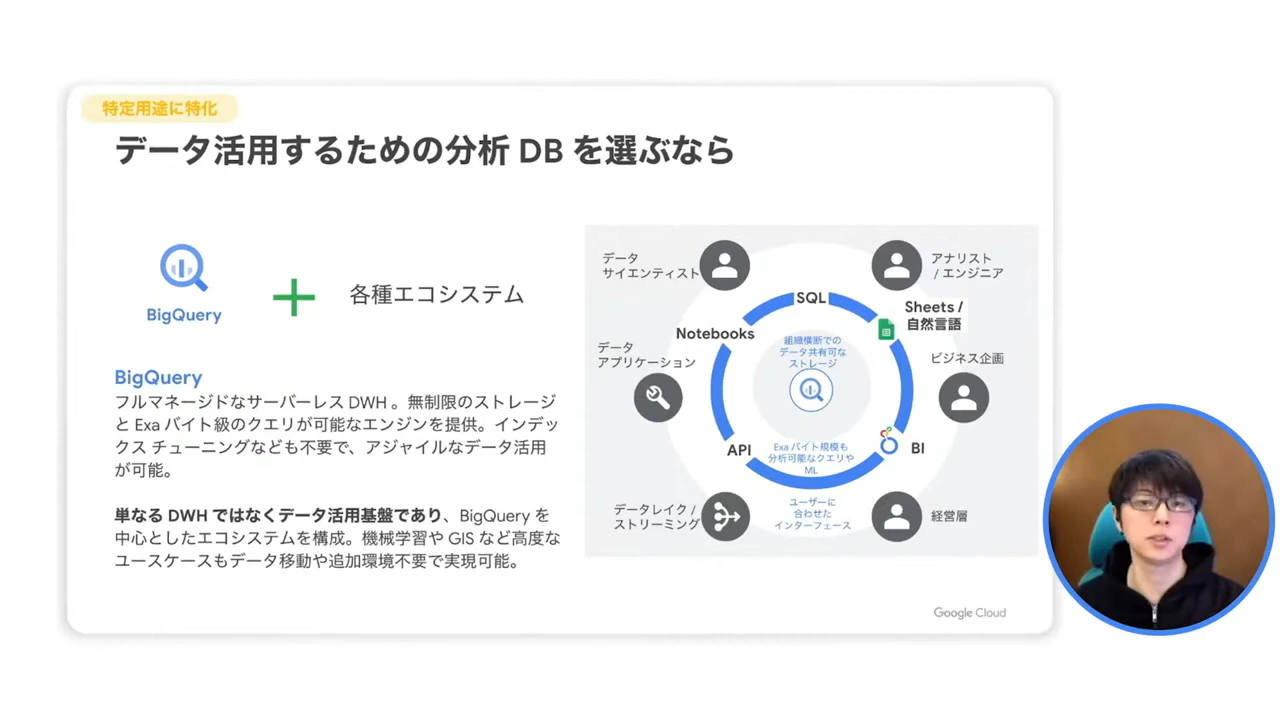 特定用途に特化
データ活用するための分析 DB を選ぶなら
BigQuery
各種エコシステム
BigQuery
フルマネージドなサーバーレス DWH 。無制限のストレージ
と Exa バイト級のクエリが可能なエンジンを提供。インデ
ックス チューニングなども不要で、アジャイルなデータ活用
が可能。
単なる DWH ではなくデータ活用基盤であり、BigQuery を
中心としたエコシステムを構成。機械学習や GIS など高度な
ユースケースもデータ移動や追加環境不要で実現可能。
データ
サイエンティスト
アナリスト
/ エンジニア
SQL
Sheets /
自然言語
Notebooks
組織横断での
データ共有可な
ストレージ
データ
アプリケーション
ビジネス企画
API
Exa バイト規模も
分析可能なクエリや
ML
BI
データレイク /
ストリーミング
ユーザーに
合わせた
インターフェース
経営層
Google Cloud